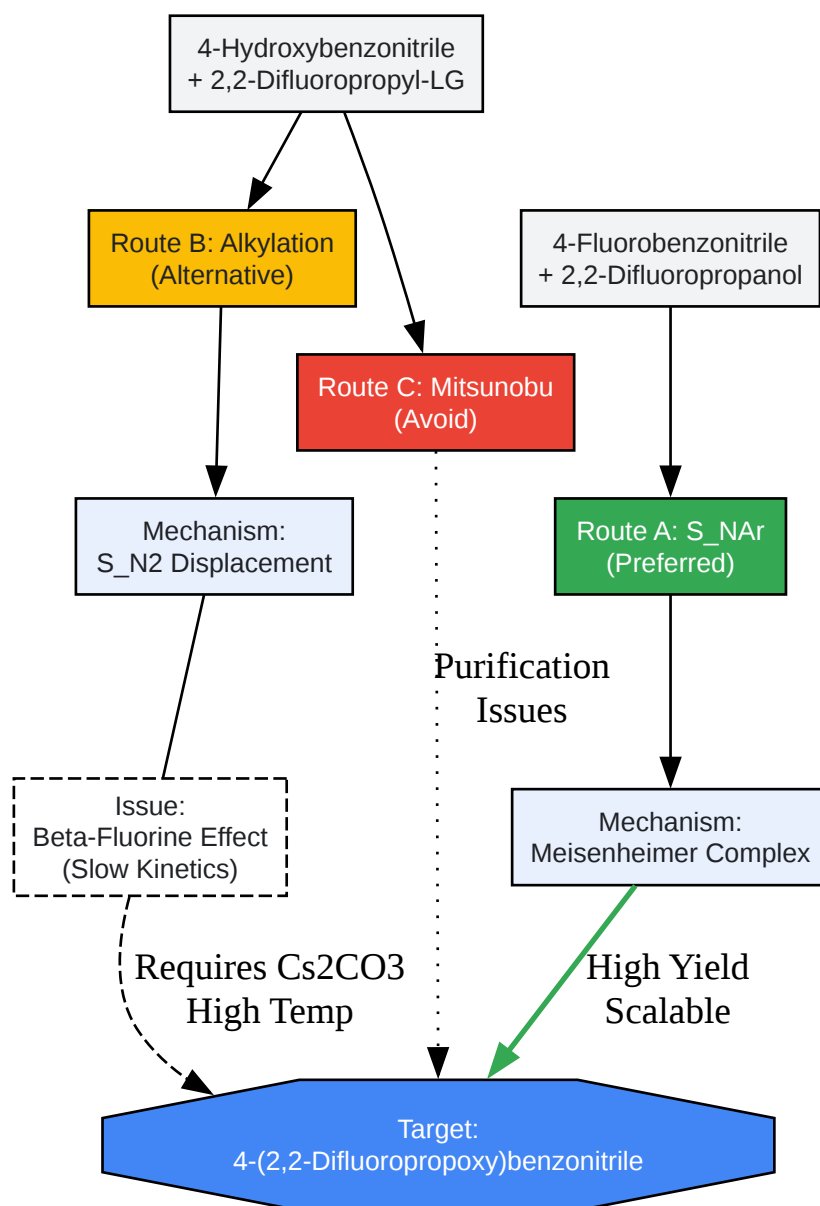 4-Hydroxybenzonitrile
+ 2,2-Difluoropropyl-LG
Route B: Alkylation
(Alternative)
4-Fluorobenzonitrile
+ 2,2-Difluoropropanol
Route C: Mitsunobu
(Avoid)
Mechanism:
S_N2 Displacement
Route A: S_NAr
(Preferred)
Purification
Issues
Issue:
Beta-Fluorine Effect
(Slow Kinetics)
Mechanism:
Meisenheimer Complex
Requires Cs2CO3
High Temp
High Yield
Scalable
Target:
4-(2,2-Difluoropropoxy)benzonitrile